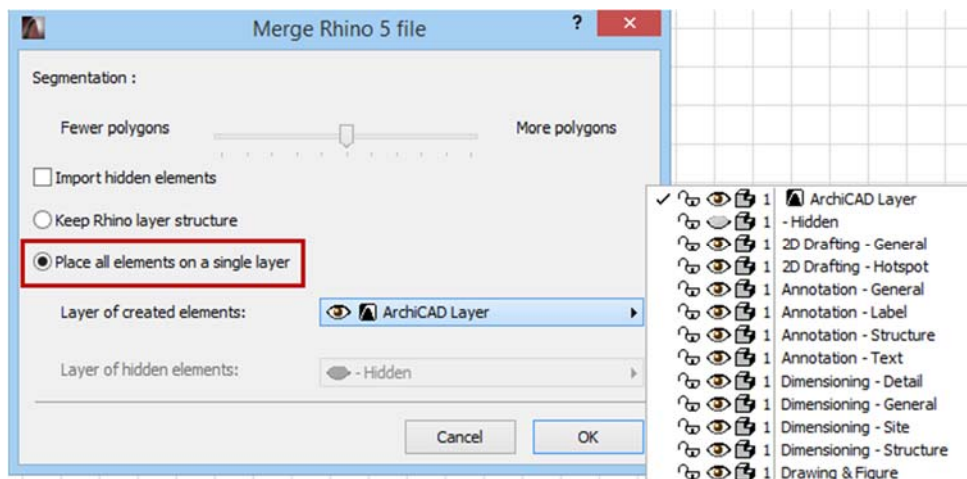 Merge Rhino 5 file
?
×
Segmentation :
Fewer polygons
More polygons
Import hidden elements
Keep Rhino layer structure
Place all elements on a single layer
Layer of created elements:
ArchiCAD Layer
Layer of hidden elements:
- Hidden
Cancel
OK
1 ArchiCAD Layer
1 - Hidden
1 2D Drafting - General
1 2D Drafting - Hotspot
1 Annotation - General
1 Annotation - Label
1 Annotation - Structure
1 Annotation - Text
1 Dimensioning - Detail
1 Dimensioning - General
1 Dimensioning - Site
1 Dimensioning - Structure
1 Drawing & Figure